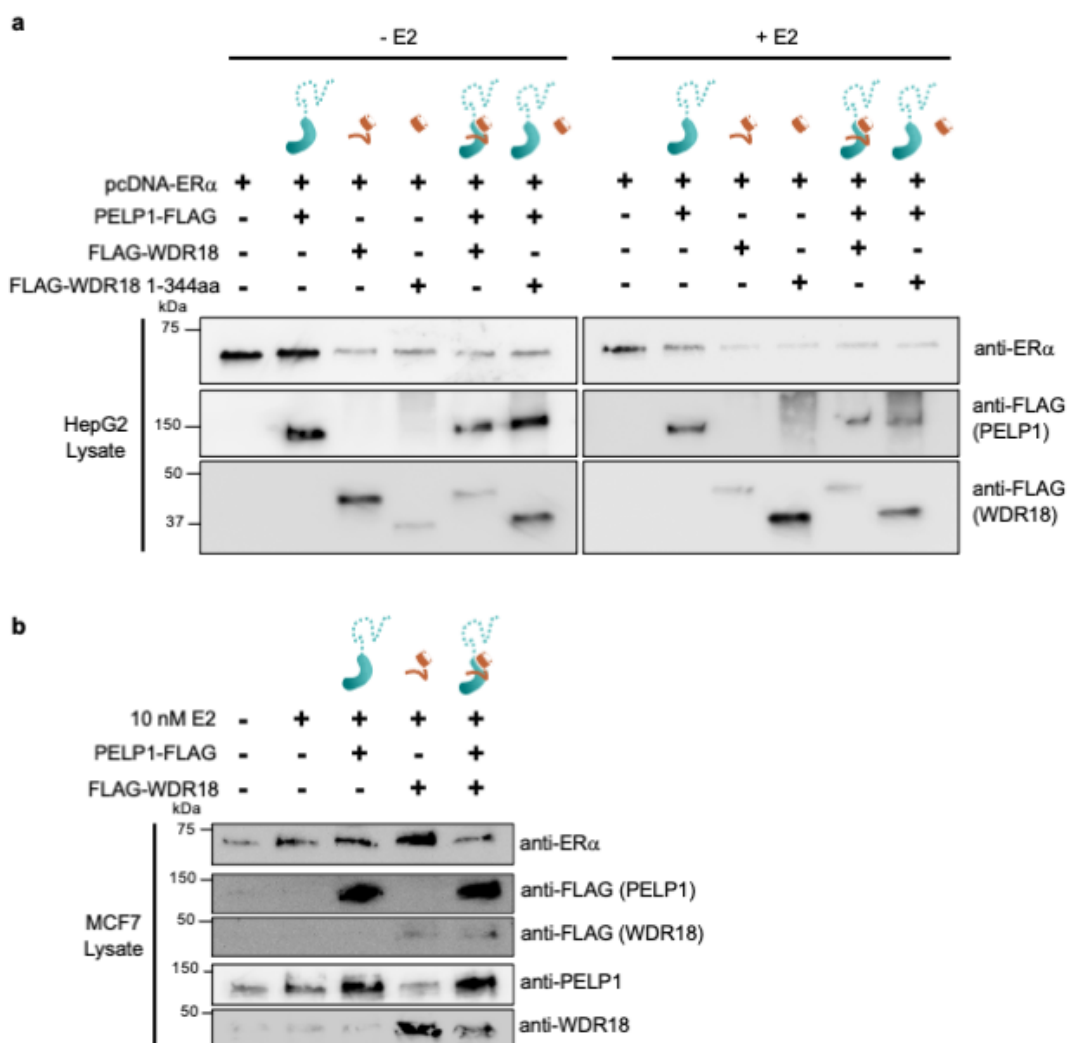 a
- E2
+ E2
pcDNA-ERα + + + + + + + + + + + +
PELP1-FLAG - + - - + + - + - - + +
FLAG-WDR18 - - + - + - - - + - + -
FLAG-WDR18 1-344aa - - - + - + - - - + - +
kDa
75
anti-ERα
HepG2
Lysate
150
anti-FLAG
(PELP1)
50
37
anti-FLAG
(WDR18)
b
10 nM E2 - + + + +
PELP1-FLAG - - + - +
FLAG-WDR18 - - - + +
kDa
75
anti-ERα
MCF7
Lysate
150
anti-FLAG (PELP1)
50
anti-FLAG (WDR18)
150
anti-PELP1
50
anti-WDR18